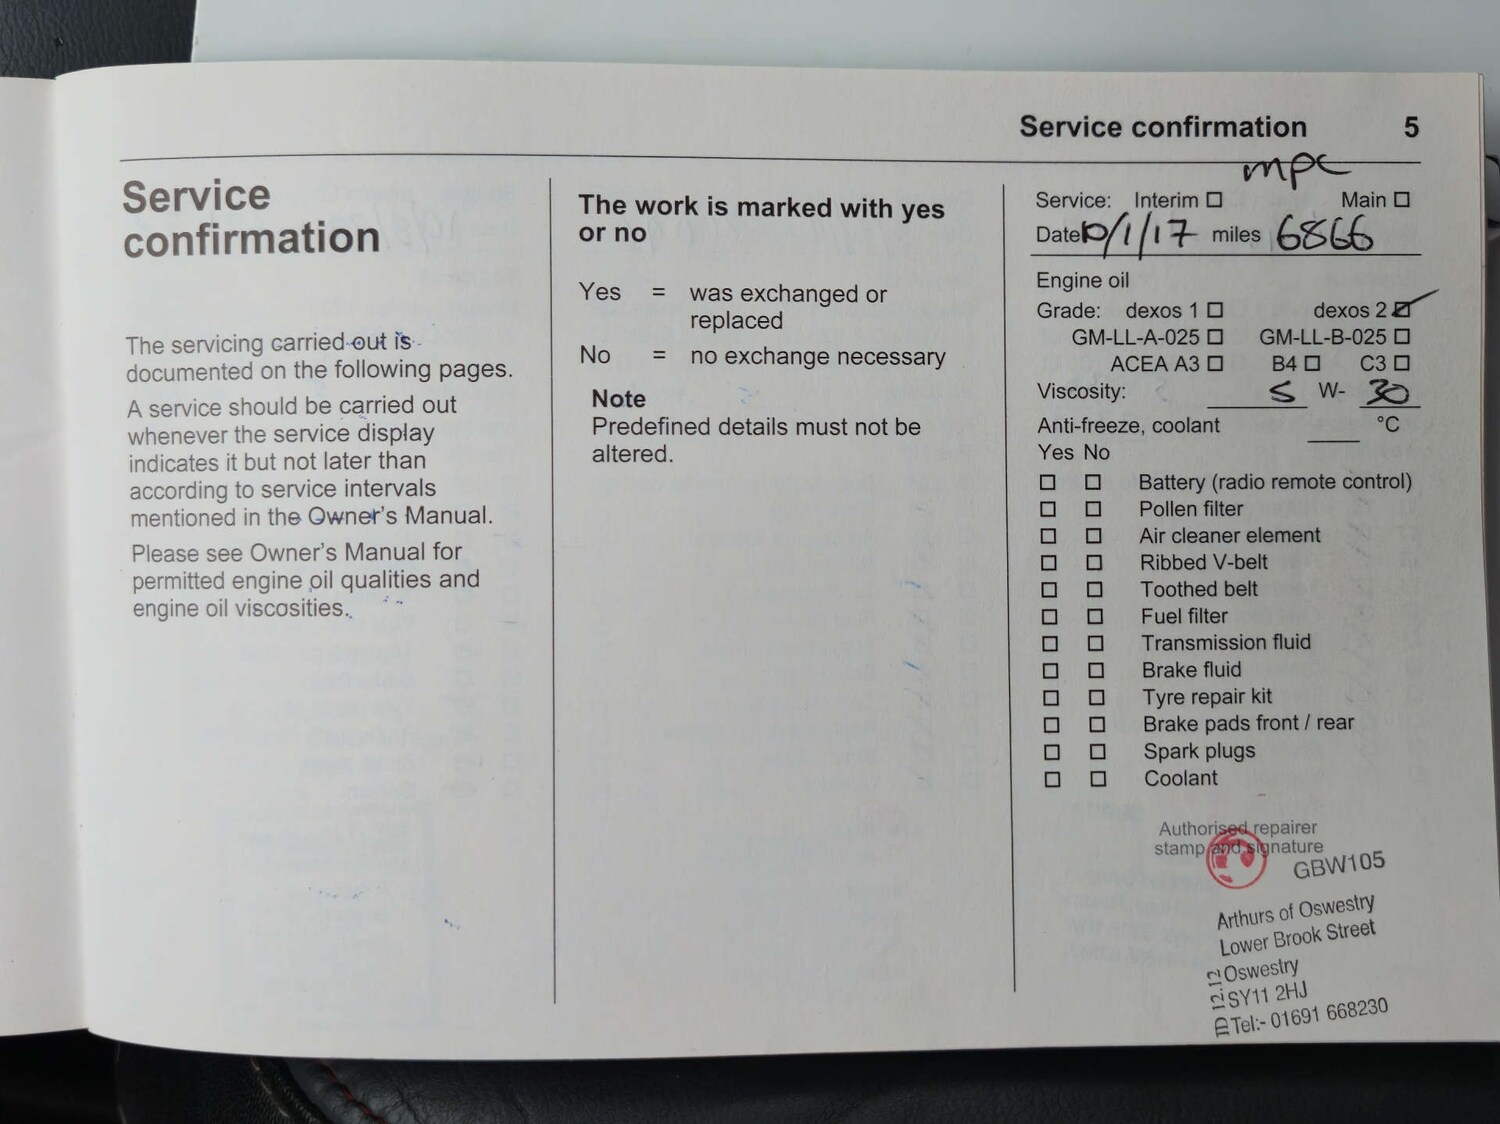 Service confirmation 5
Service
confirmation
The servicing carried out is
documented on the following pages.
A service should be carried out
whenever the service display
indicates it but not later than
according to service intervals
mentioned in the Owner's Manual.
Please see Owner's Manual for
permitted engine oil qualities and
engine oil viscosities.
The work is marked with yes
or no
Yes = was exchanged or
replaced
No = no exchange necessary
Note
Predefined details must not be
altered.
mpc
Service: Interim ☐ Main ☐
Date 10/1/17 miles 6866
Engine oil
Grade: dexos 1 ☐ dexos 2 ☑
GM-LL-A-025 ☐ GM-LL-B-025 ☐
ACEA A3 ☐ B4 ☐ C3 ☐
Viscosity: 5 W- 30
Anti-freeze, coolant ____ °C
Yes No
☐ ☐ Battery (radio remote control)
☐ ☐ Pollen filter
☐ ☐ Air cleaner element
☐ ☐ Ribbed V-belt
☐ ☐ Toothed belt
☐ ☐ Fuel filter
☐ ☐ Transmission fluid
☐ ☐ Brake fluid
☐ ☐ Tyre repair kit
☐ ☐ Brake pads front / rear
☐ ☐ Spark plugs
☐ ☐ Coolant
Authorised repairer
stamp and signature
GBW105
Arthurs of Oswestry
Lower Brook Street
Oswestry
SY11 2HJ
Tel:- 01691 668230